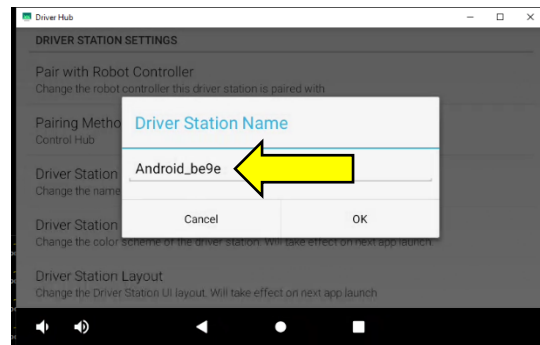 Driver Hub
DRIVER STATION SETTINGS
Pair with Robot Controller
Change the robot controller this driver station is paired with
Pairing Metho
Control Hub
Driver Station Name
Android_be9e
Cancel
OK
Driver Station
Change the name
Driver Station
Change the color scheme of the driver station. Will take effect on next app launch.
Driver Station Layout
Change the Driver Station UI layout, Will take effect on next app launch